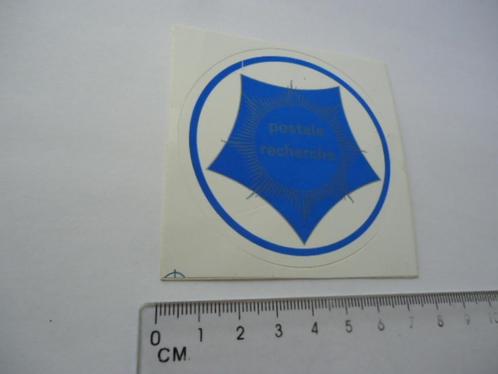 postale
recherche
0 1 2 3 4 5 6 7 8 9 10
CM